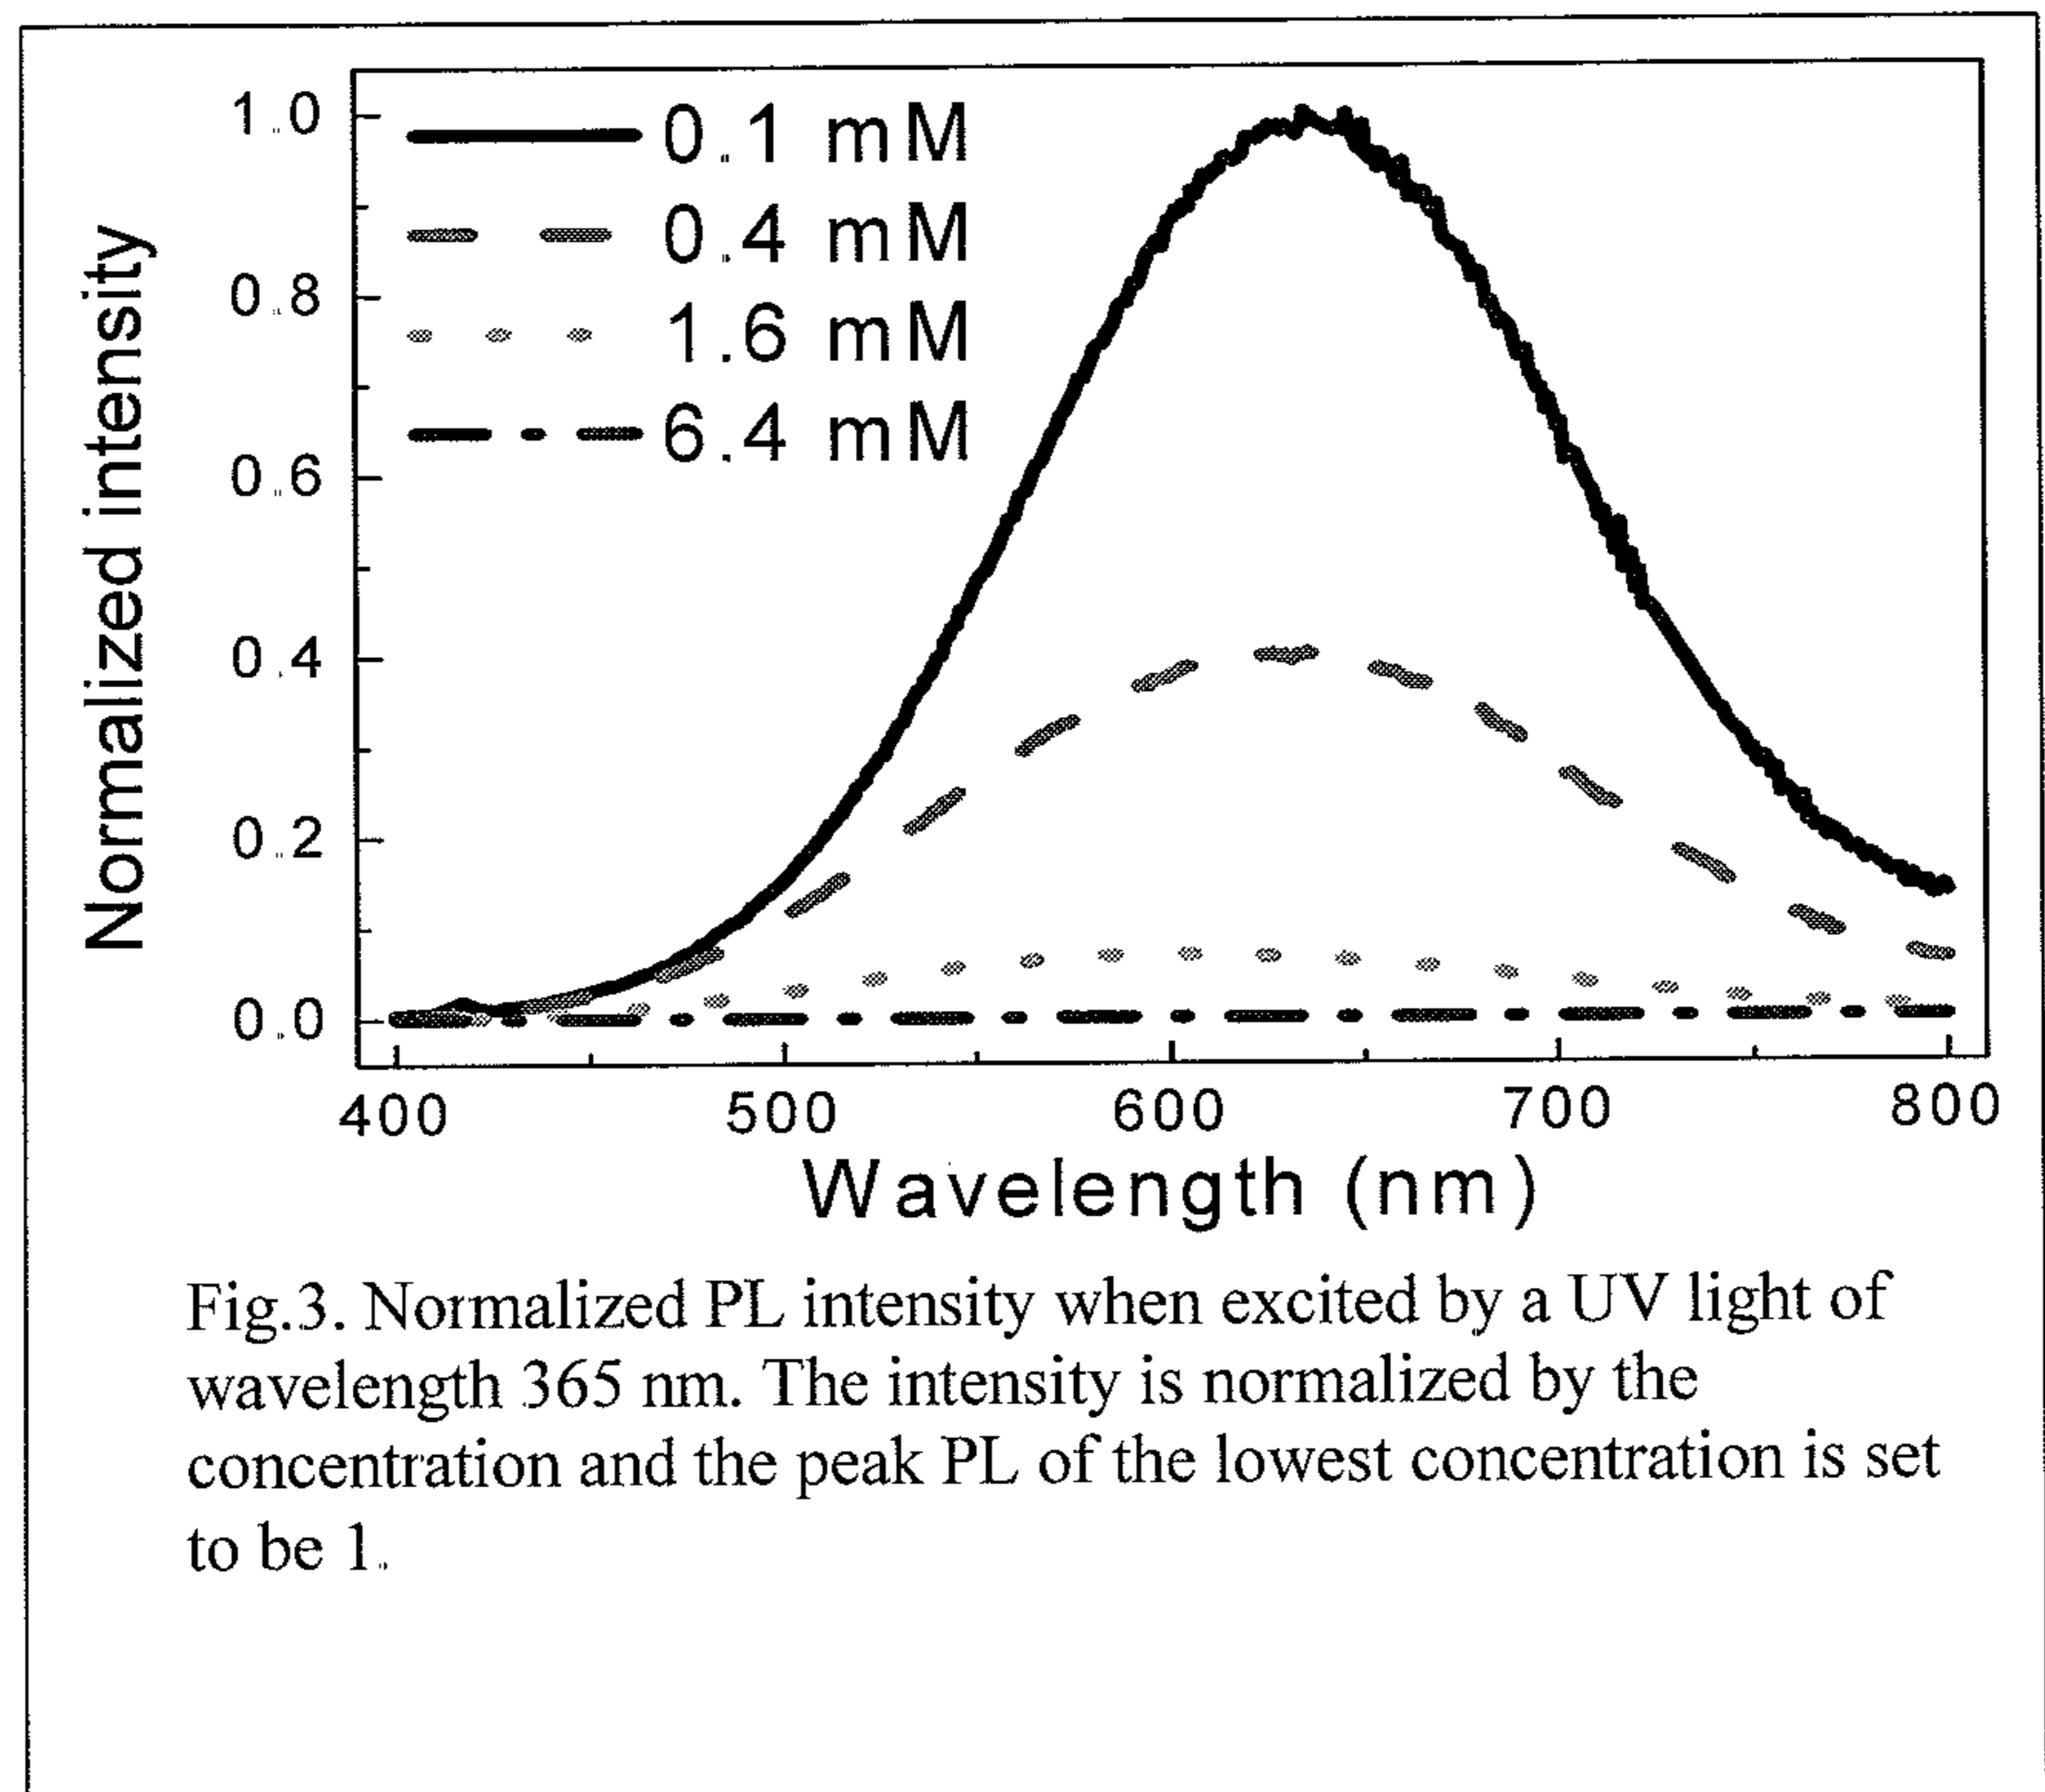 1.0
0.8
0.6
0.4
0.2
0.0
Normalized intensity
0.1 mM
0.4 mM
1.6 mM
6.4 mM
400 500 600 700 800
Wavelength (nm)
Fig.3. Normalized PL intensity when excited by a UV light of
wavelength 365 nm. The intensity is normalized by the
concentration and the peak PL of the lowest concentration is set
to be 1.